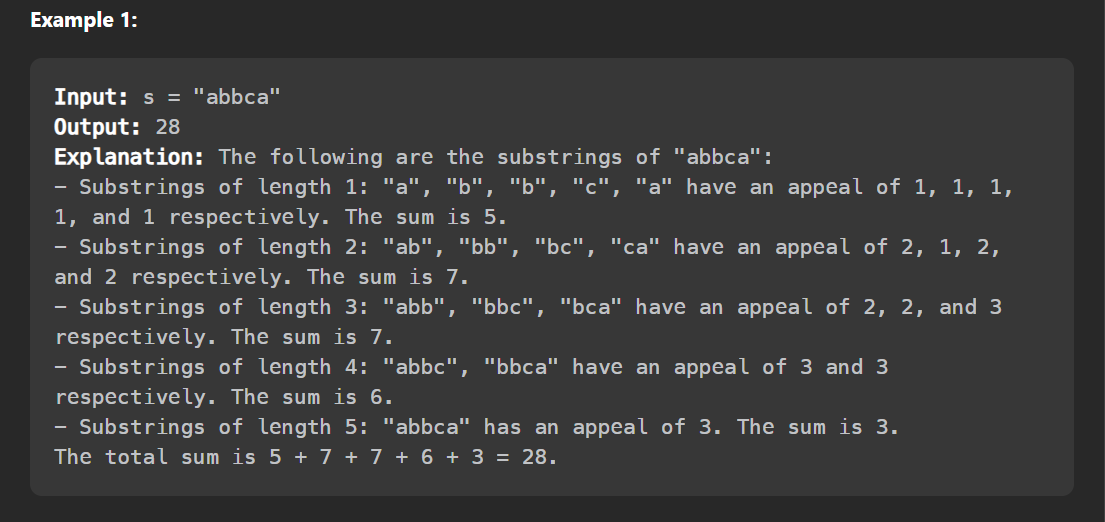 Example 1:
Input: s = "abbca"
Output: 28
Explanation: The following are the substrings of "abbca":
- Substrings of length 1: "a", "b", "b", "c", "a" have an appeal of 1, 1, 1,
1, and 1 respectively. The sum is 5.
- Substrings of length 2: "ab", "bb", "bc", "ca" have an appeal of 2, 1, 2,
and 2 respectively. The sum is 7.
- Substrings of length 3: "abb", "bbc", "bca" have an appeal of 2, 2, and 3
respectively. The sum is 7.
- Substrings of length 4: "abbc", "bbca" have an appeal of 3 and 3
respectively. The sum is 6.
- Substrings of length 5: "abbca" has an appeal of 3. The sum is 3.
The total sum is 5 + 7 + 7 + 6 + 3 = 28.